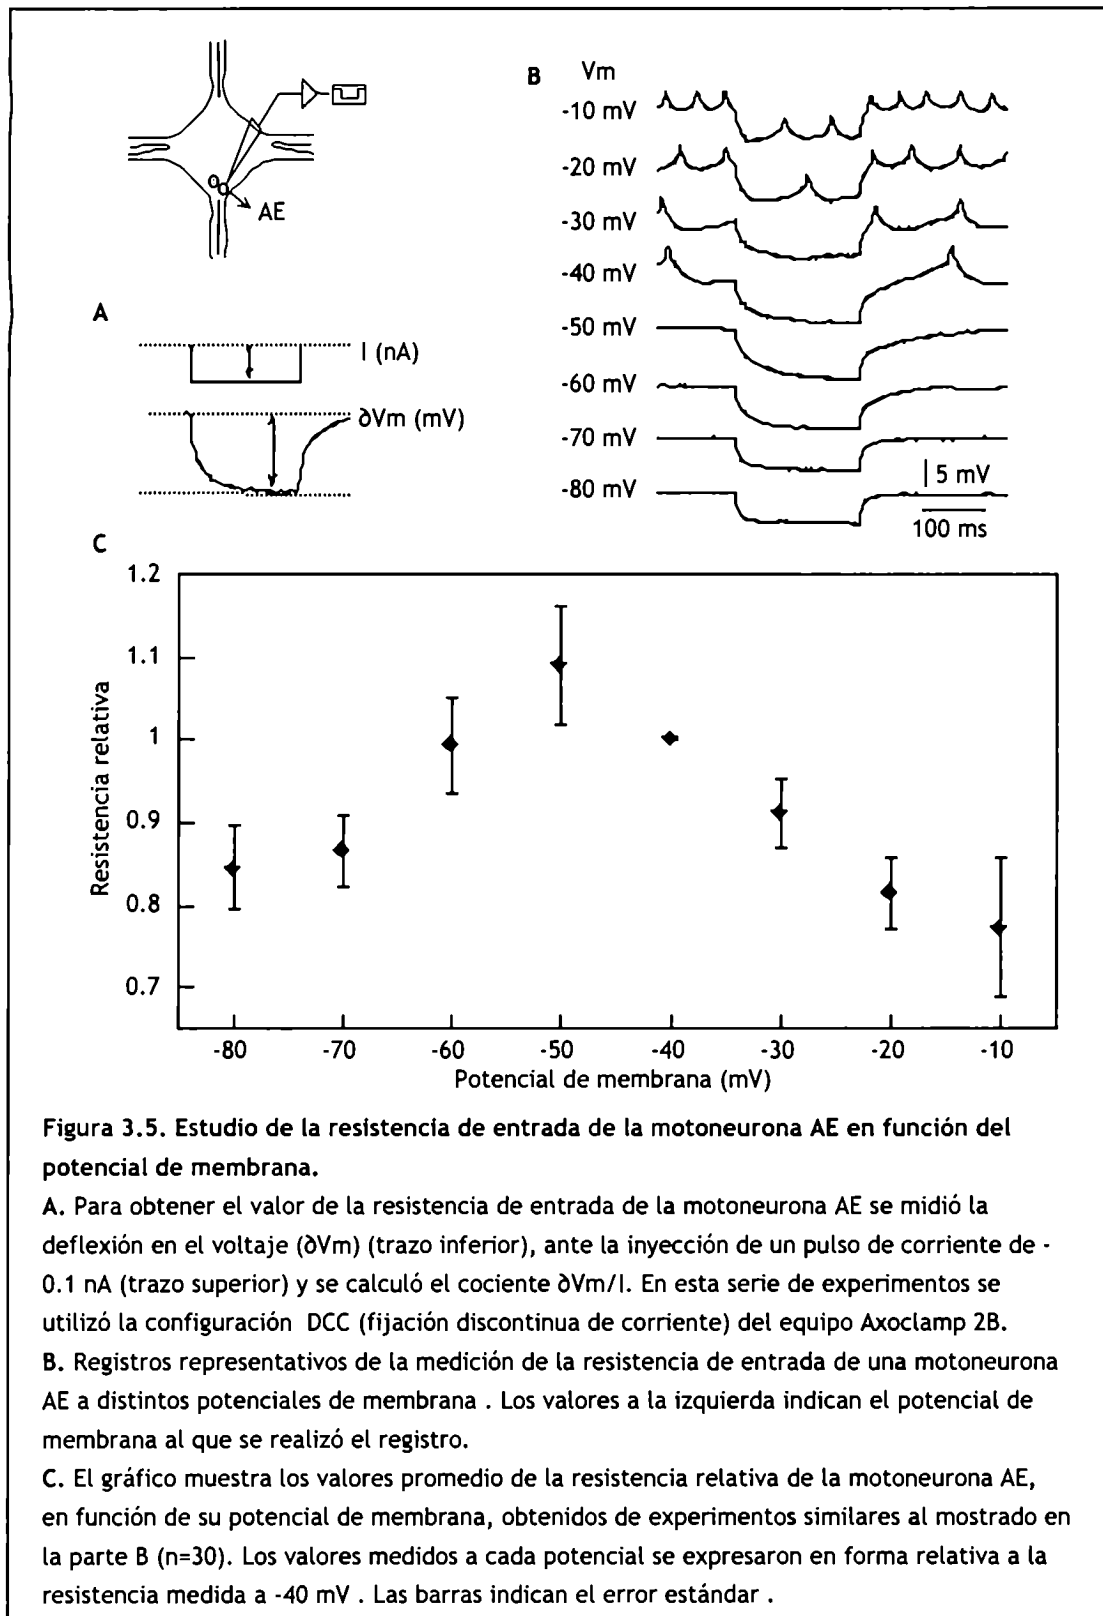 AE
A
I (nA)
∂Vm (mV)
B
Vm
-10 mV
-20 mV
-30 mV
-40 mV
-50 mV
-60 mV
-70 mV
-80 mV
5 mV
100 ms
C
1.2
1.1
1
0.9
0.8
0.7
Resistencia relativa
-80 -70 -60 -50 -40 -30 -20 -10
Potencial de membrana (mV)
Figura 3.5. Estudio de la resistencia de entrada de la motoneurona AE en función del
potencial de membrana.
A. Para obtener el valor de la resistencia de entrada de la motoneurona AE se midió la
deflexión en el voltaje (∂Vm) (trazo inferior), ante la inyección de un pulso de corriente de -
0.1 nA (trazo superior) y se calculó el cociente ∂Vm/I. En esta serie de experimentos se
utilizó la configuración DCC (fijación discontinua de corriente) del equipo Axoclamp 2B.
B. Registros representativos de la medición de la resistencia de entrada de una motoneurona
AE a distintos potenciales de membrana . Los valores a la izquierda indican el potencial de
membrana al que se realizó el registro.
C. El gráfico muestra los valores promedio de la resistencia relativa de la motoneurona AE,
en función de su potencial de membrana, obtenidos de experimentos similares al mostrado en
la parte B (n=30). Los valores medidos a cada potencial se expresaron en forma relativa a la
resistencia medida a -40 mV . Las barras indican el error estándar .